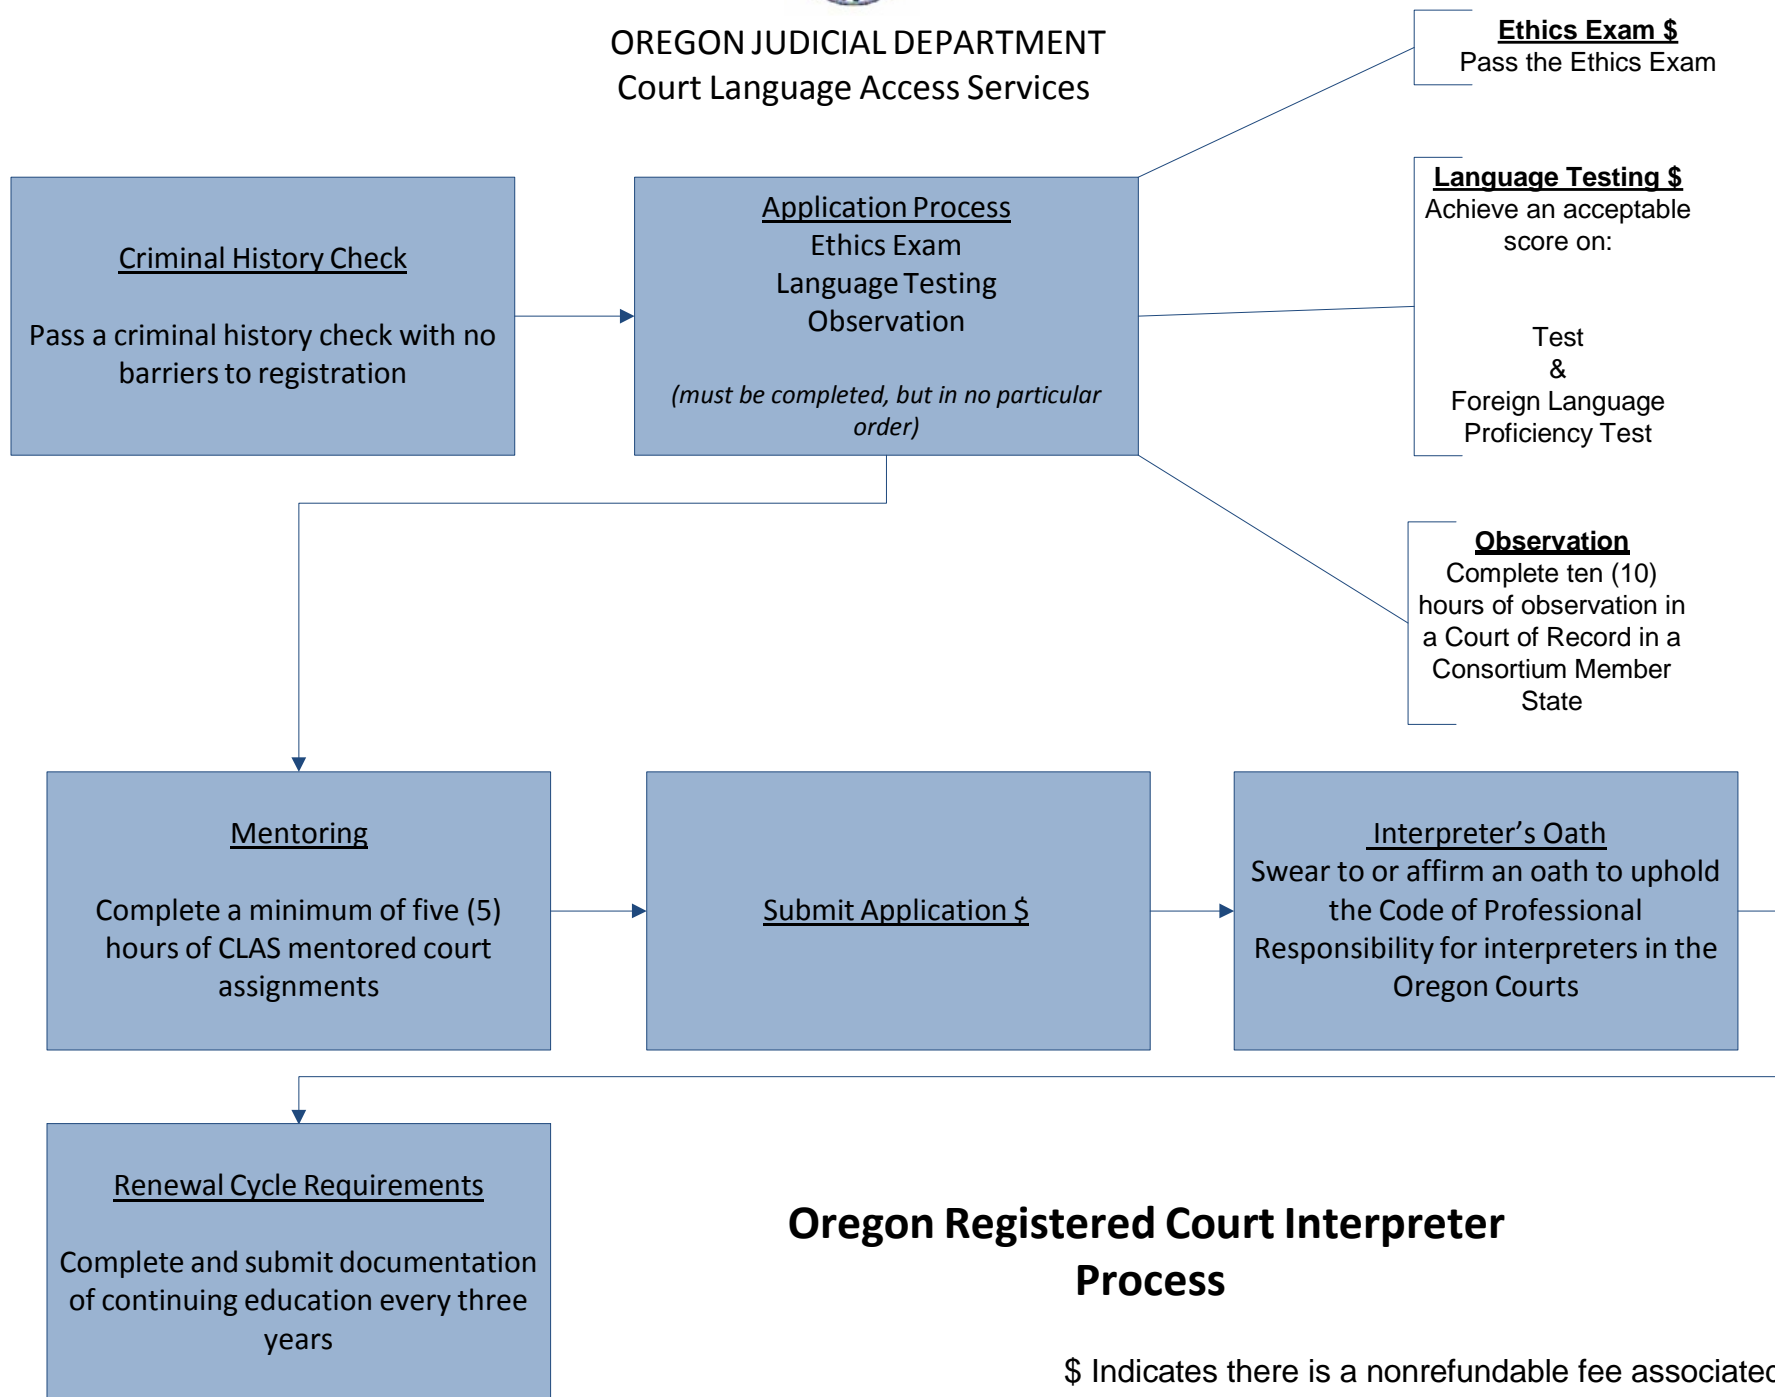 OREGON JUDICIAL DEPARTMENT
Court Language Access Services
Ethics Exam $
Pass the Ethics Exam
Criminal History Check
Pass a criminal history check with no
barriers to registration
Application Process
Ethics Exam
Language Testing
Observation
(must be completed, but in no particular
order)
Language Testing $
Achieve an acceptable
score on:
Test
&
Foreign Language
Proficiency Test
Observation
Complete ten (10)
hours of observation in
a Court of Record in a
Consortium Member
State
Mentoring
Complete a minimum of five (5)
hours of CLAS mentored court
assignments
Submit Application $
Interpreter’s Oath
Swear to or affirm an oath to uphold
the Code of Professional
Responsibility for interpreters in the
Oregon Courts
Renewal Cycle Requirements
Complete and submit documentation
of continuing education every three
years
Oregon Registered Court Interpreter
Process
$ Indicates there is a nonrefundable fee associated